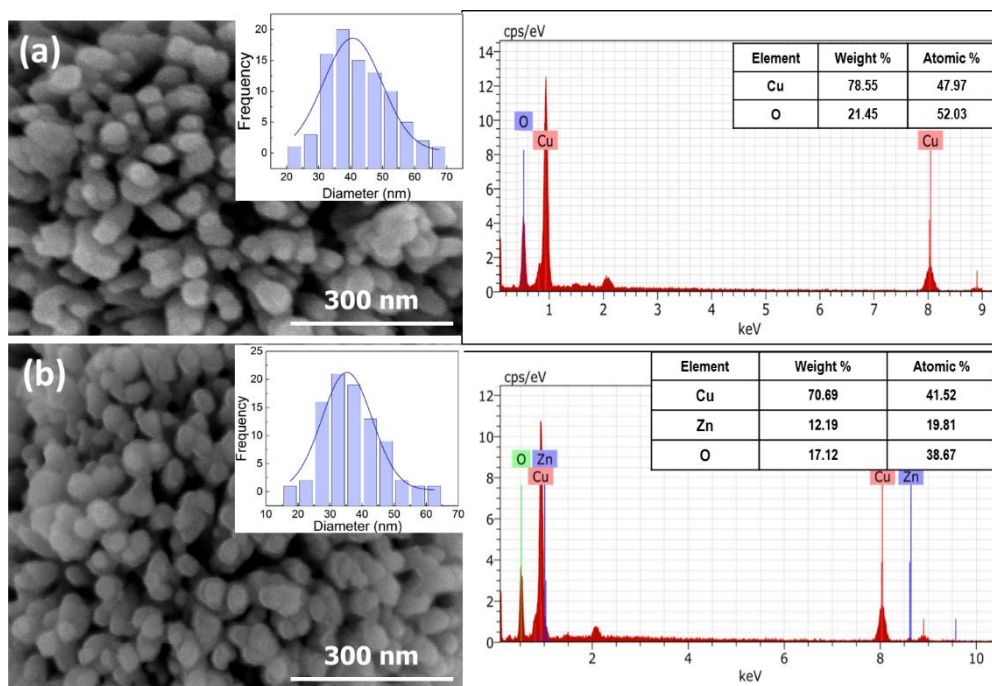 (a)
20
15
10
5
0
Frequency
20 30 40 50 60 70
Diameter (nm)
300 nm
cps/eV
14
12
10
8
6
4
2
0
O
Cu
Cu
1 2 3 4 5 6 7 8 9
keV
Element Weight % Atomic %
Cu 78.55 47.97
O 21.45 52.03
(b)
25
20
15
10
5
0
Frequency
10 20 30 40 50 60 70
Diameter (nm)
300 nm
cps/eV
12
10
8
6
4
2
0
O Zn
Cu
Cu Zn
2 4 6 8 10
keV
Element Weight % Atomic %
Cu 70.69 41.52
Zn 12.19 19.81
O 17.12 38.67